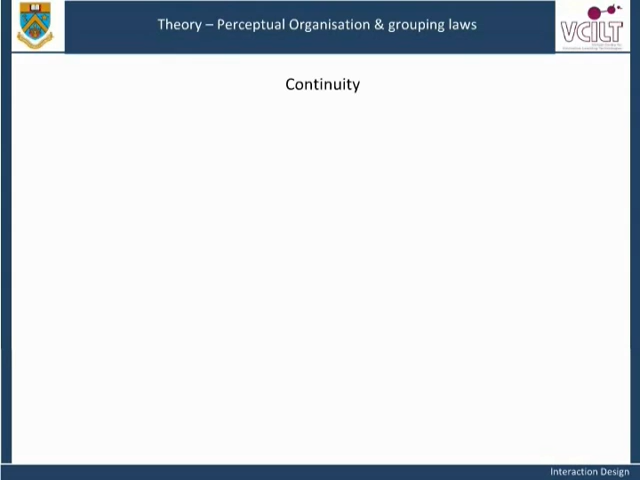 Theory – Perceptual Organisation & grouping laws
VCILT
Continuity
Interaction Design